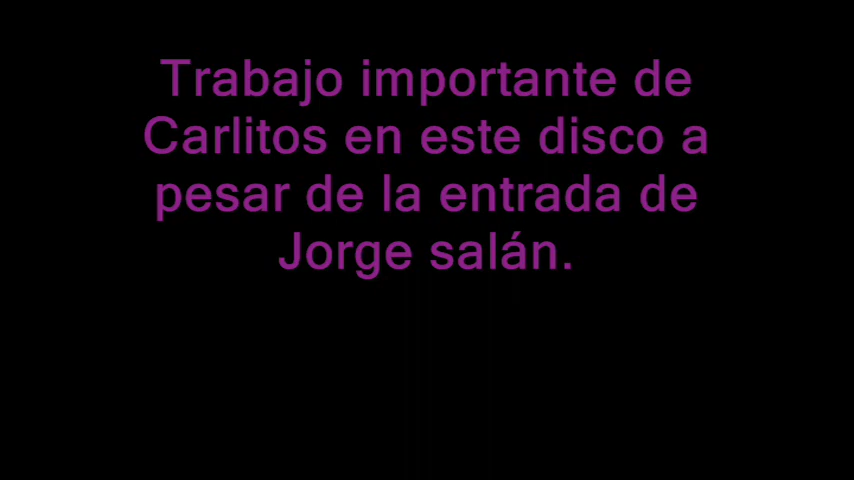 Trabajo importante de
Carlitos en este disco a
pesar de la entrada de
Jorge salán.